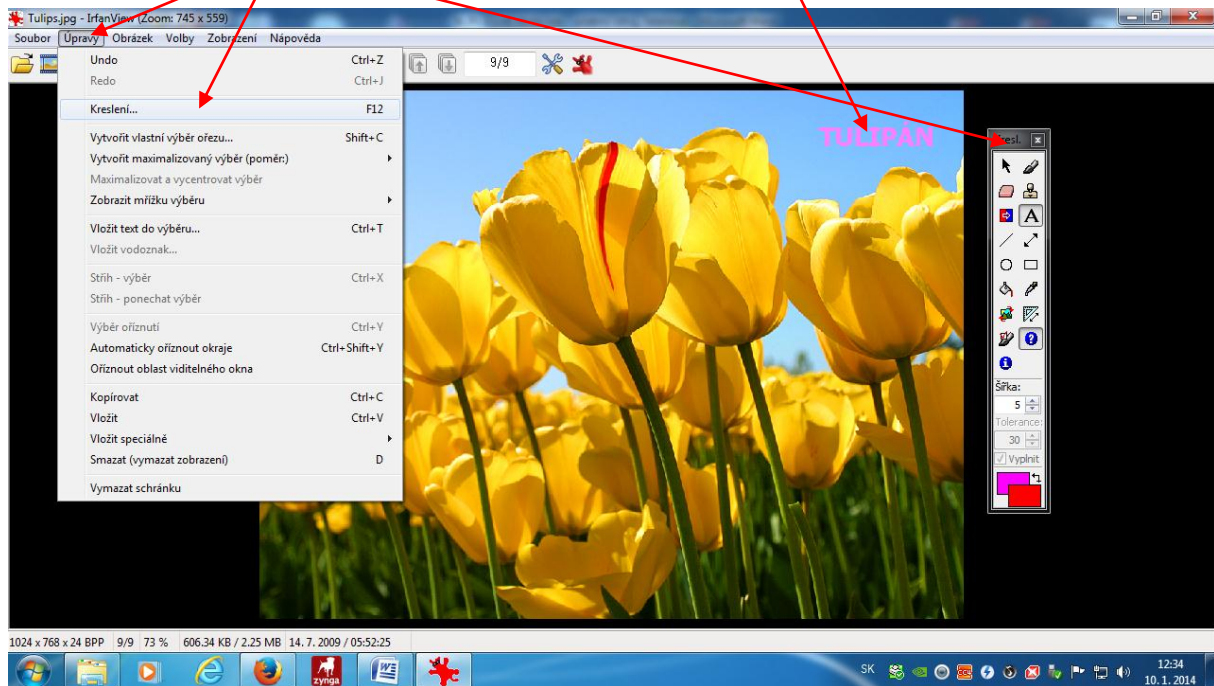 Tulips.jpg - IrfanView (Zoom: 745 x 559)
Soubor Úpravy Obrázek Volby Zobrazení Nápověda
9/9
Undo Ctrl+Z
Redo Ctrl+J
Kreslení... F12
Vytvořit vlastní výběr ořezu... Shift+C
Vytvořit maximalizovaný výběr (poměr:)
Maximalizovat a vycentrovat výběr
Zobrazit mřížku výběru
Vložit text do výběru... Ctrl+T
Vložit vodoznak...
Střih - výběr Ctrl+X
Střih - ponechat výběr
Výběr oříznutí Ctrl+Y
Automaticky oříznout okraje Ctrl+Shift+Y
Oříznout oblast viditelného okna
Kopírovat Ctrl+C
Vložit Ctrl+V
Vložit speciálně
Smazat (vymazat zobrazení) D
Vymazat schránku
TULIPÁN
Kresl.
A
Šířka:
5
Tolerance:
30
Vyplnit
1024 x 768 x 24 BPP 9/9 73 % 606.34 KB / 2.25 MB 14. 7. 2009 / 05:52:25
zynga
SK
12:34
10. 1. 2014